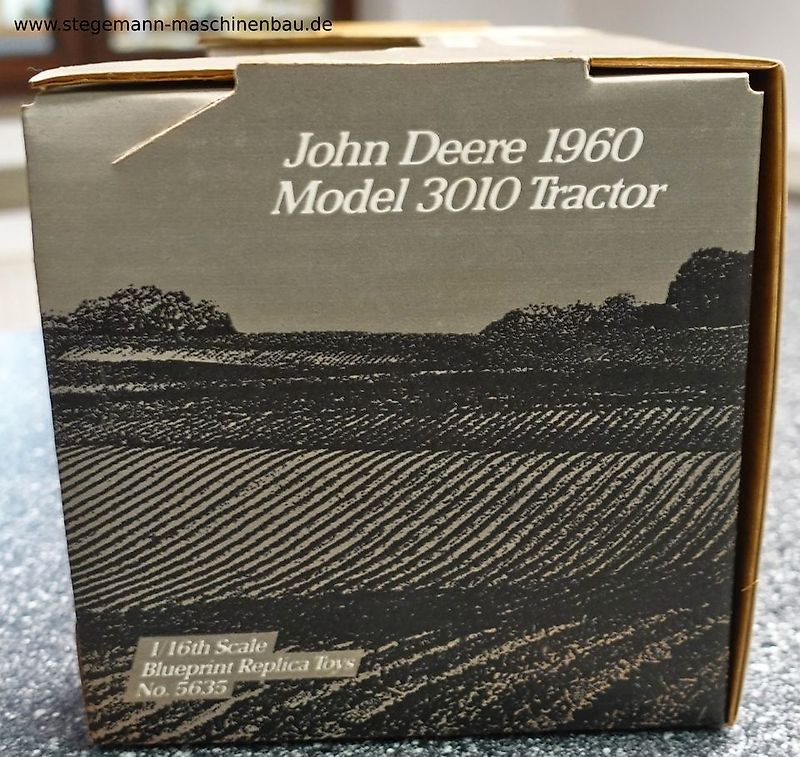 www.stegemann-maschinenbau.de
John Deere 1960
Model 3010 Tractor
1/16th Scale
Blueprint Replica Toys
No. 5635